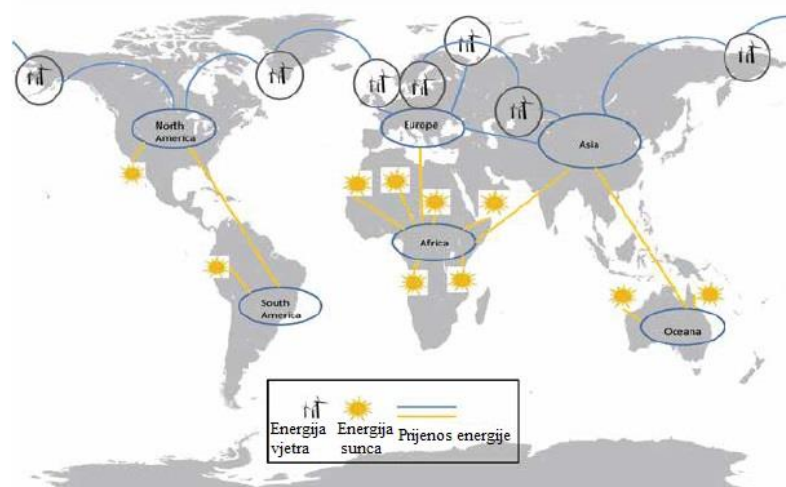 North
America
Europe
Asia
Africa
South
America
Oceana
Energija
vjetra
Energija
sunca
Prijenos energije